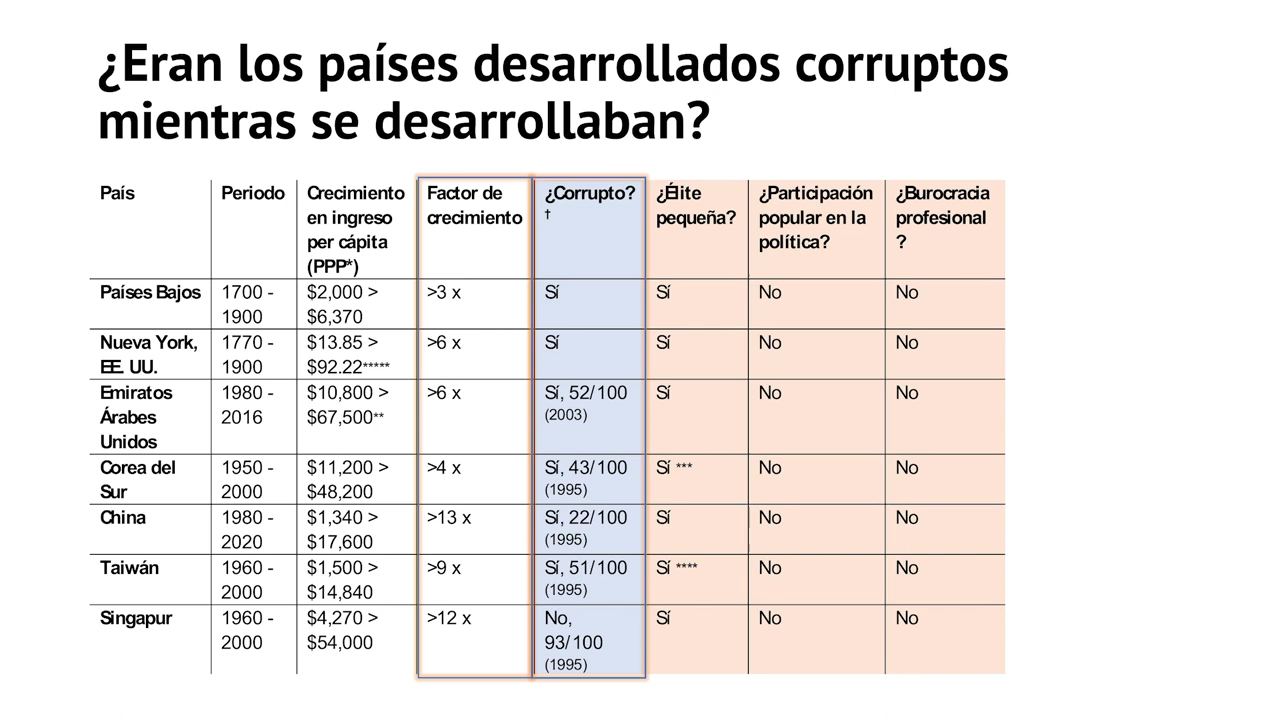 ¿Eran los países desarrollados corruptos
mientras se desarrollaban?
País | Periodo | Crecimiento en ingreso per cápita (PPP*) | Factor de crecimiento | ¿Corrupto? † | ¿Élite pequeña? | ¿Participación popular en la política? | ¿Burocracia profesional ?
Países Bajos | 1700 - 1900 | $2,000 > $6,370 | >3 x | Sí | Sí | No | No
Nueva York, EE. UU. | 1770 - 1900 | $13.85 > $92.22***** | >6 x | Sí | Sí | No | No
Emiratos Árabes Unidos | 1980 - 2016 | $10,800 > $67,500** | >6 x | Sí, 52/100 (2003) | Sí | No | No
Corea del Sur | 1950 - 2000 | $11,200 > $48,200 | >4 x | Sí, 43/100 (1995) | Sí *** | No | No
China | 1980 - 2020 | $1,340 > $17,600 | >13 x | Sí, 22/100 (1995) | Sí | No | No
Taiwán | 1960 - 2000 | $1,500 > $14,840 | >9 x | Sí, 51/100 (1995) | Sí **** | No | No
Singapur | 1960 - 2000 | $4,270 > $54,000 | >12 x | No, 93/100 (1995) | Sí | No | No